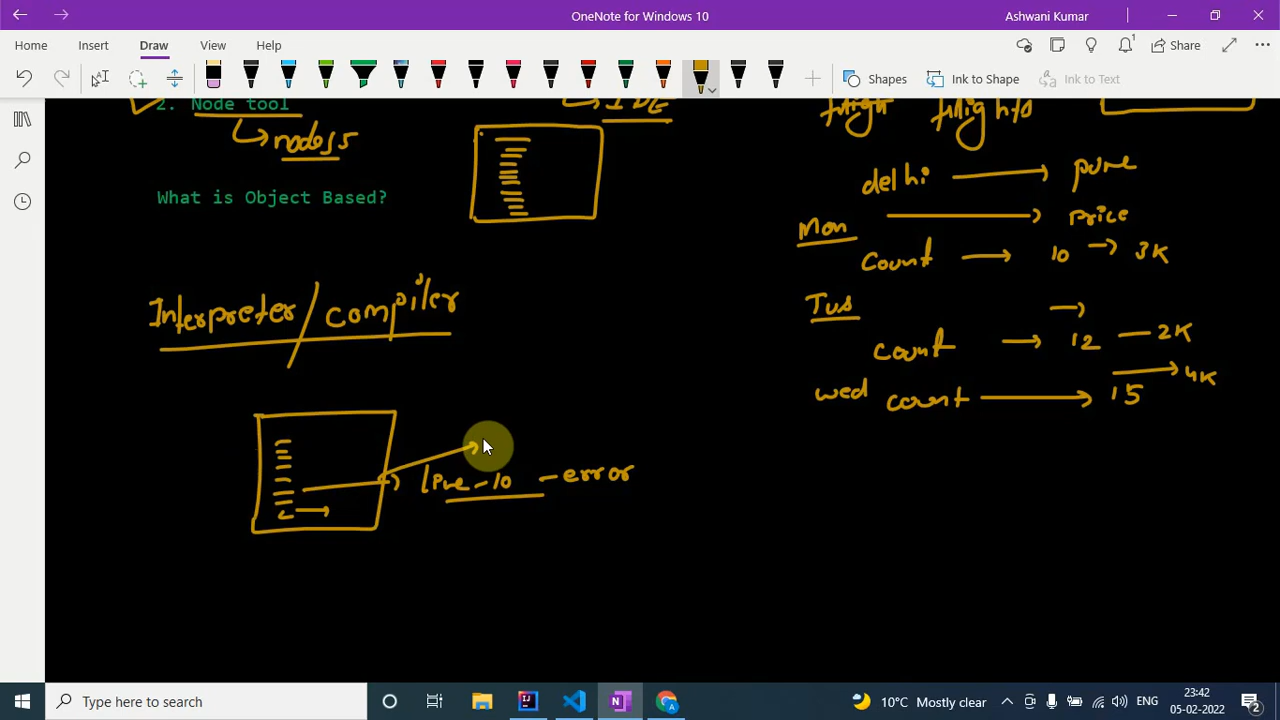 OneNote for Windows 10
Ashwani Kumar
Home Insert Draw View Help
Share
Shapes
Ink to Shape
Ink to Text
2. Node tool
nodejs
IDE
What is Object Based?
Interpreter/compiler
error
delhi → pune
→ price
Mon
count → 10 → 3K
Tus →
count → 12 — 2K
→ 4K
wed count → 15
Type here to search
10°C Mostly clear
ENG
23:42
05-02-2022
2